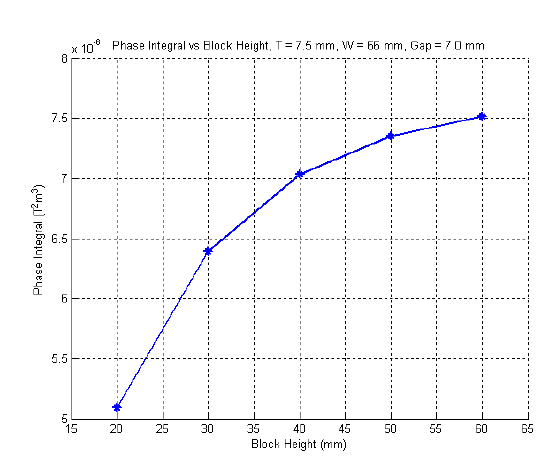 x 10^-6
Phase Integral vs Block Height, T = 7.5 mm, W = 66 mm, Gap = 7.0 mm
8
7.5
7
6.5
6
5.5
5
Phase Integral (T^2m^3)
15 20 25 30 35 40 45 50 55 60 65
Block Height (mm)